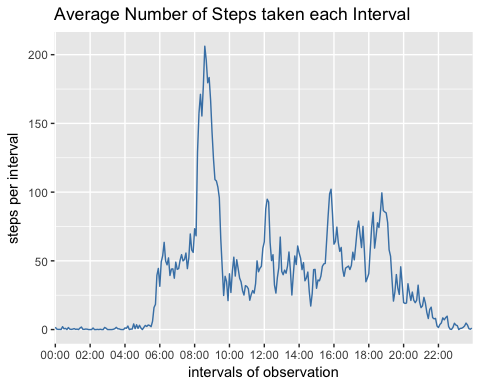 Average Number of Steps taken each Interval
200
150
100
50
0
steps per interval
00:00 02:00 04:00 06:00 08:00 10:00 12:00 14:00 16:00 18:00 20:00 22:00
intervals of observation